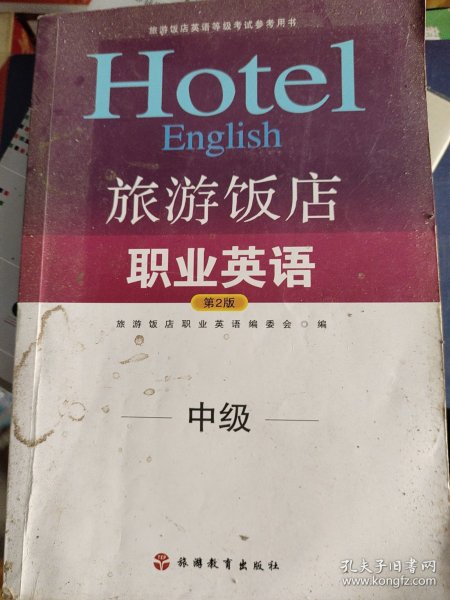 旅游饭店英语等级考试参考用书
Hotel
English
旅游饭店
职业英语
第2版
旅游饭店职业英语编委会 编
中级
TEP
旅游教育出版社
孔夫子旧书网
www.kongfz.com